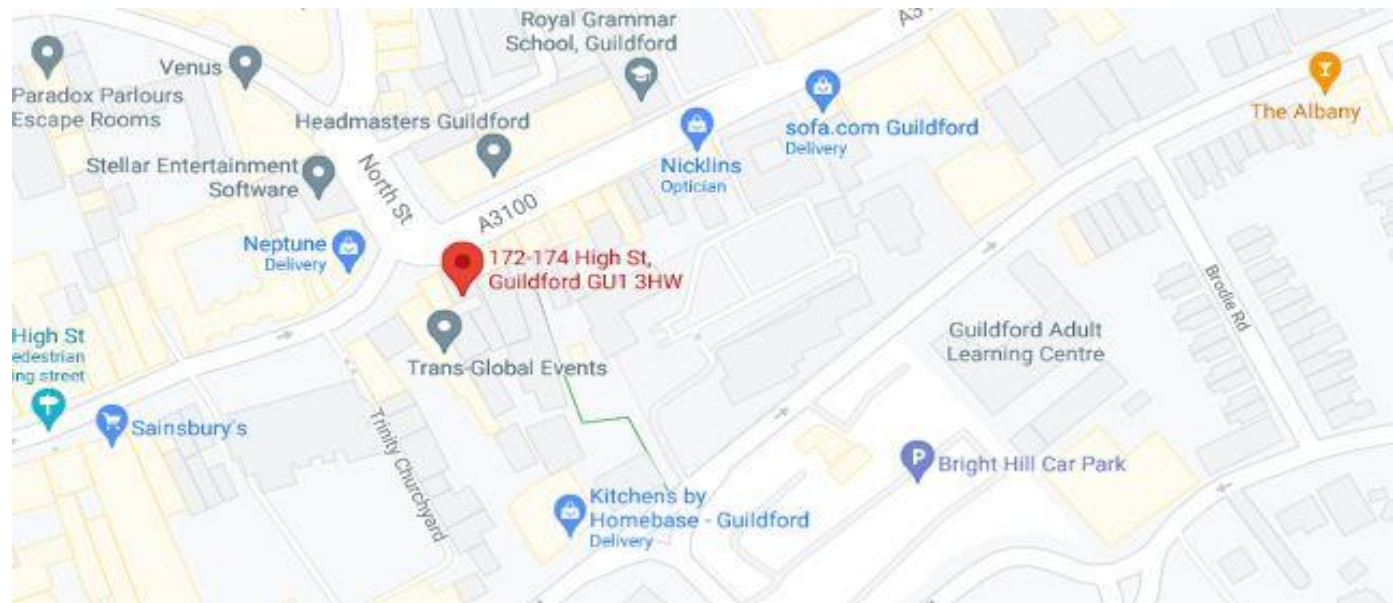 Royal Grammar
School, Guildford
A31
Venus
Paradox Parlours
Escape Rooms
Headmasters Guildford
The Albany
sofa.com Guildford
Delivery
Stellar Entertainment
Software
North St
Nicklins
Optician
A3100
Neptune
Delivery
172-174 High St,
Guildford GU1 3HW
Brodie Rd
High St
edestrian
ing street
Guildford Adult
Learning Centre
Trans-Global Events
Sainsbury's
Trinity Churchyard
P
Bright Hill Car Park
Kitchens by
Homebase - Guildford
Delivery